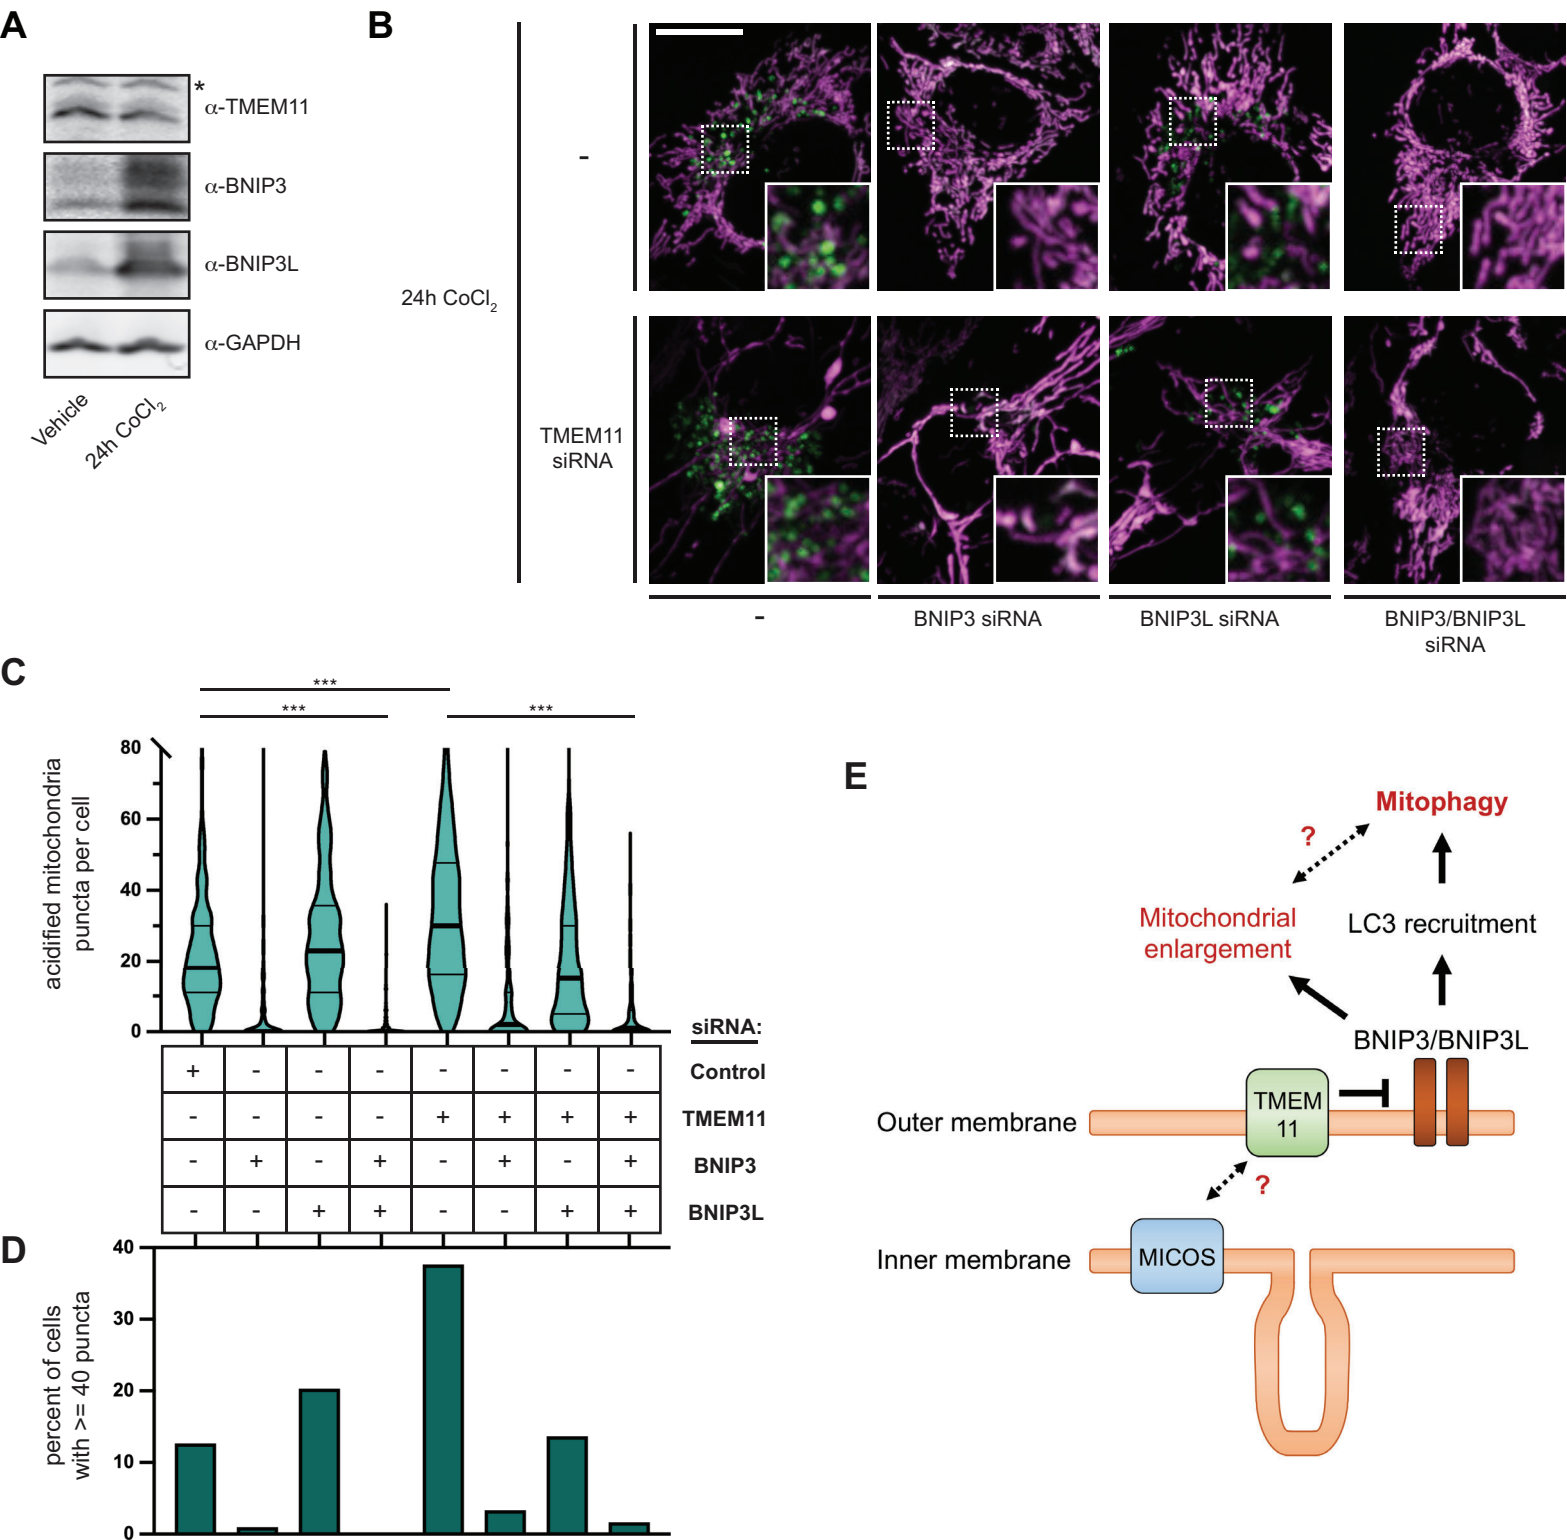 A
*
α-TMEM11
α-BNIP3
α-BNIP3L
α-GAPDH
Vehicle
24h CoCl2
B
24h CoCl2
-
TMEM11
siRNA
-
BNIP3 siRNA
BNIP3L siRNA
BNIP3/BNIP3L
siRNA
C
***
***
***
acidified mitochondria
puncta per cell
80
60
40
20
0
siRNA:
+ - - - - - - - Control
- - - - + + + + TMEM11
- + - + - + - + BNIP3
- - + + - - + + BNIP3L
D
percent of cells
with >= 40 puncta
40
30
20
10
0
E
Mitophagy
?
Mitochondrial
enlargement
LC3 recruitment
BNIP3/BNIP3L
TMEM
11
Outer membrane
?
MICOS
Inner membrane